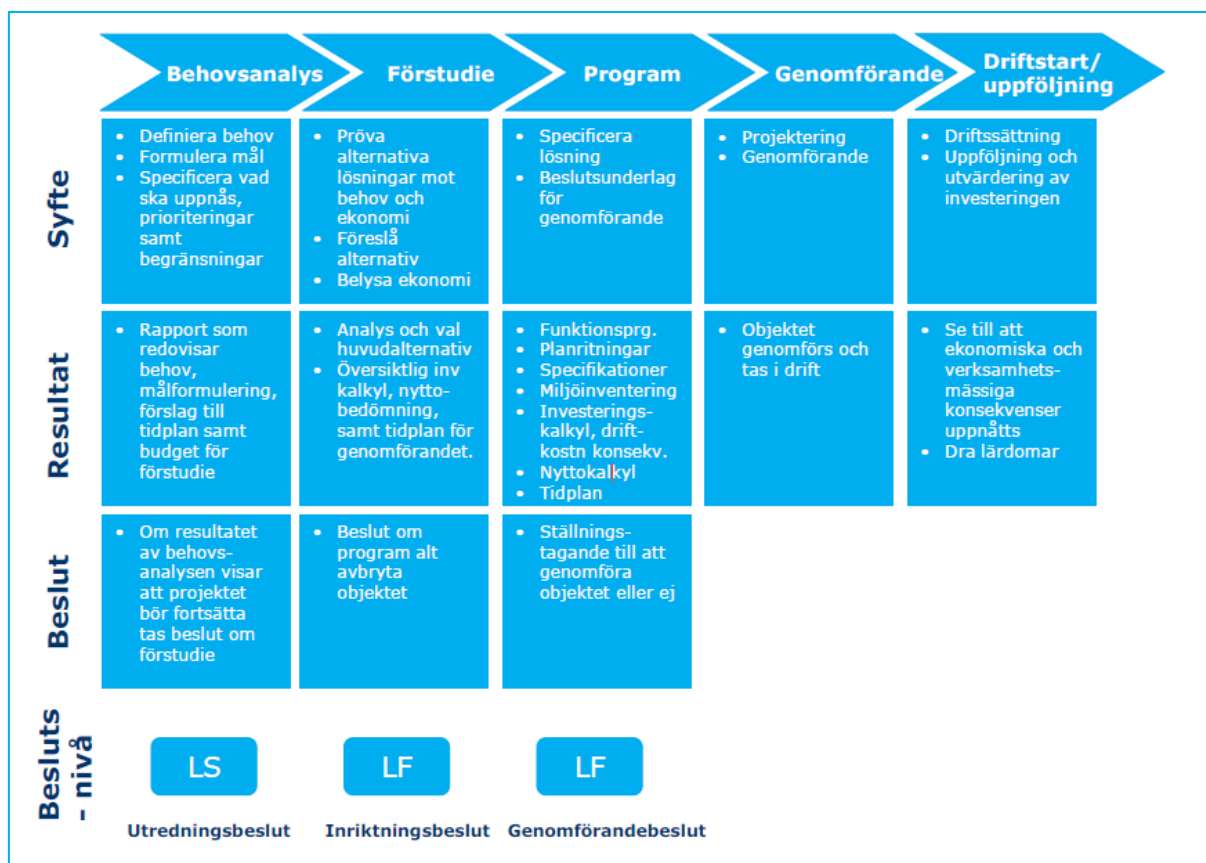 Behovsanalys
Förstudie
Program
Genomförande
Driftstart/
uppföljning
Syfte
• Definiera behov
• Formulera mål
• Specificera vad
ska uppnås,
prioriteringar
samt
begränsningar
• Pröva
alternativa
lösningar mot
behov och
ekonomi
• Föreslå
alternativ
• Belysa ekonomi
• Specificera
lösning
• Beslutsunderlag
för
genomförande
• Projektering
• Genomförande
• Driftssättning
• Uppföljning och
utvärdering av
investeringen
Resultat
• Rapport som
redovisar
behov,
målformulering,
förslag till
tidplan samt
budget för
förstudie
• Analys och val
huvudalternativ
• Översiktlig inv
kalkyl, nytto-
bedömning,
samt tidplan för
genomförandet.
• Funktionsprg.
• Planritningar
• Specifikationer
• Miljöinventering
• Investerings-
kalkyl, drift-
kostn konsekv.
• Nyttokalkyl
• Tidplan
• Objektet
genomförs och
tas i drift
• Se till att
ekonomiska och
verksamhets-
mässiga
konsekvenser
uppnåtts
• Dra lärdomar
Beslut
• Om resultatet
av behovs-
analysen visar
att projektet
bör fortsätta
tas beslut om
förstudie
• Beslut om
program alt
avbryta
objektet
• Ställnings-
tagande till att
genomföra
objektet eller ej
Besluts
– nivå
LS
LF
LF
Utredningsbeslut
Inriktningsbeslut
Genomförandebeslut